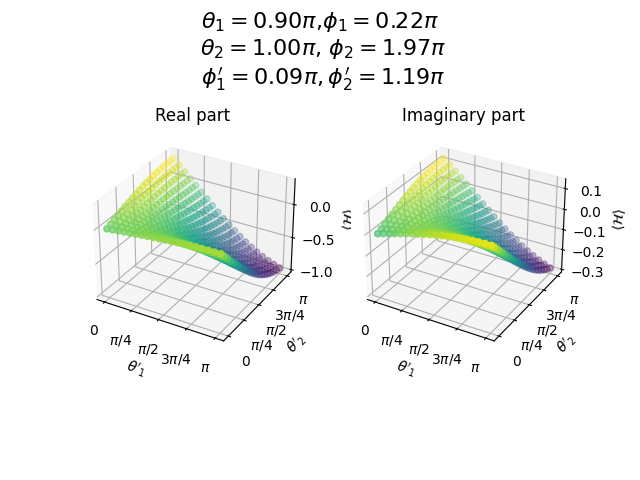 θ₁ = 0.90π,ϕ₁ = 0.22π
θ₂ = 1.00π, ϕ₂ = 1.97π
ϕ′₁ = 0.09π, ϕ′₂ = 1.19π
Real part
Imaginary part
0.0
−0.5
−1.0
⟨H⟩
0
π/4
π/2
3π/4
π
θ′₁
0
π/4
π/2
3π/4
π
θ′₂
0.1
0.0
−0.1
−0.2
−0.3
⟨H⟩
0
π/4
π/2
3π/4
π
θ′₁
0
π/4
π/2
3π/4
π
θ′₂